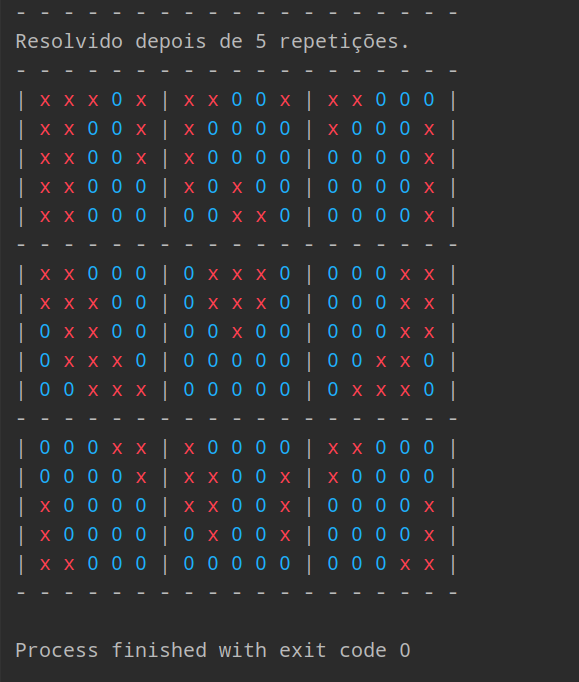 - - - - - - - - - - - - - - - - - - -
Resolvido depois de 5 repetições.
- - - - - - - - - - - - - - - - - - -
| x x x 0 x | x x 0 0 x | x x 0 0 0 |
| x x 0 0 x | x 0 0 0 0 | x 0 0 0 x |
| x x 0 0 x | x 0 0 0 0 | 0 0 0 0 x |
| x x 0 0 0 | x 0 x 0 0 | 0 0 0 0 x |
| x x 0 0 0 | 0 0 x x 0 | 0 0 0 0 x |
- - - - - - - - - - - - - - - - - - -
| x x 0 0 0 | 0 x x x 0 | 0 0 0 x x |
| x x x 0 0 | 0 x x x 0 | 0 0 0 x x |
| 0 x x 0 0 | 0 0 x 0 0 | 0 0 0 x x |
| 0 x x x 0 | 0 0 0 0 0 | 0 0 x x 0 |
| 0 0 x x x | 0 0 0 0 0 | 0 x x x 0 |
- - - - - - - - - - - - - - - - - - -
| 0 0 0 x x | x 0 0 0 0 | x x 0 0 0 |
| 0 0 0 0 x | x x 0 0 x | x 0 0 0 0 |
| x 0 0 0 0 | x x 0 0 x | 0 0 0 0 x |
| x 0 0 0 0 | 0 x 0 0 x | 0 0 0 0 x |
| x x 0 0 0 | 0 0 0 0 0 | 0 0 0 x x |
- - - - - - - - - - - - - - - - - - -
Process finished with exit code 0